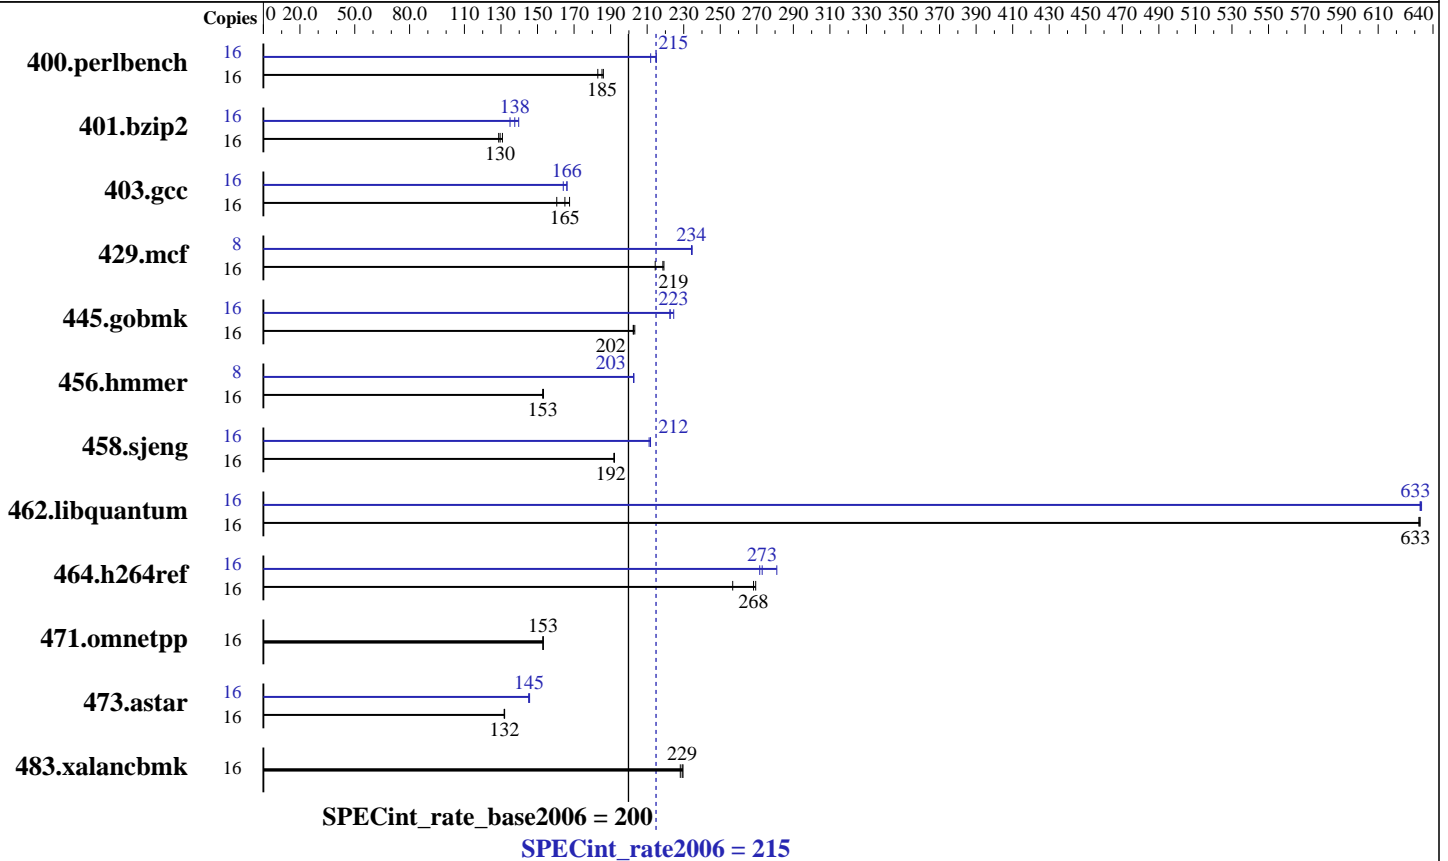 Copies 0 20.0 50.0 80.0 110 130 150 170 190 210 230 250 270 290 310 330 350 370 390 410 430 450 470 490 510 530 550 570 590 610 640
400.perlbench 16 215
16 185
401.bzip2 16 138
16 130
403.gcc 16 166
16 165
429.mcf 8 234
16 219
445.gobmk 16 223
16 202
456.hmmer 8 203
16 153
458.sjeng 16 212
16 192
462.libquantum 16 633
16 633
464.h264ref 16 273
16 268
471.omnetpp 16 153
473.astar 16 145
16 132
483.xalancbmk 16 229
SPECint_rate_base2006 = 200
SPECint_rate2006 = 215